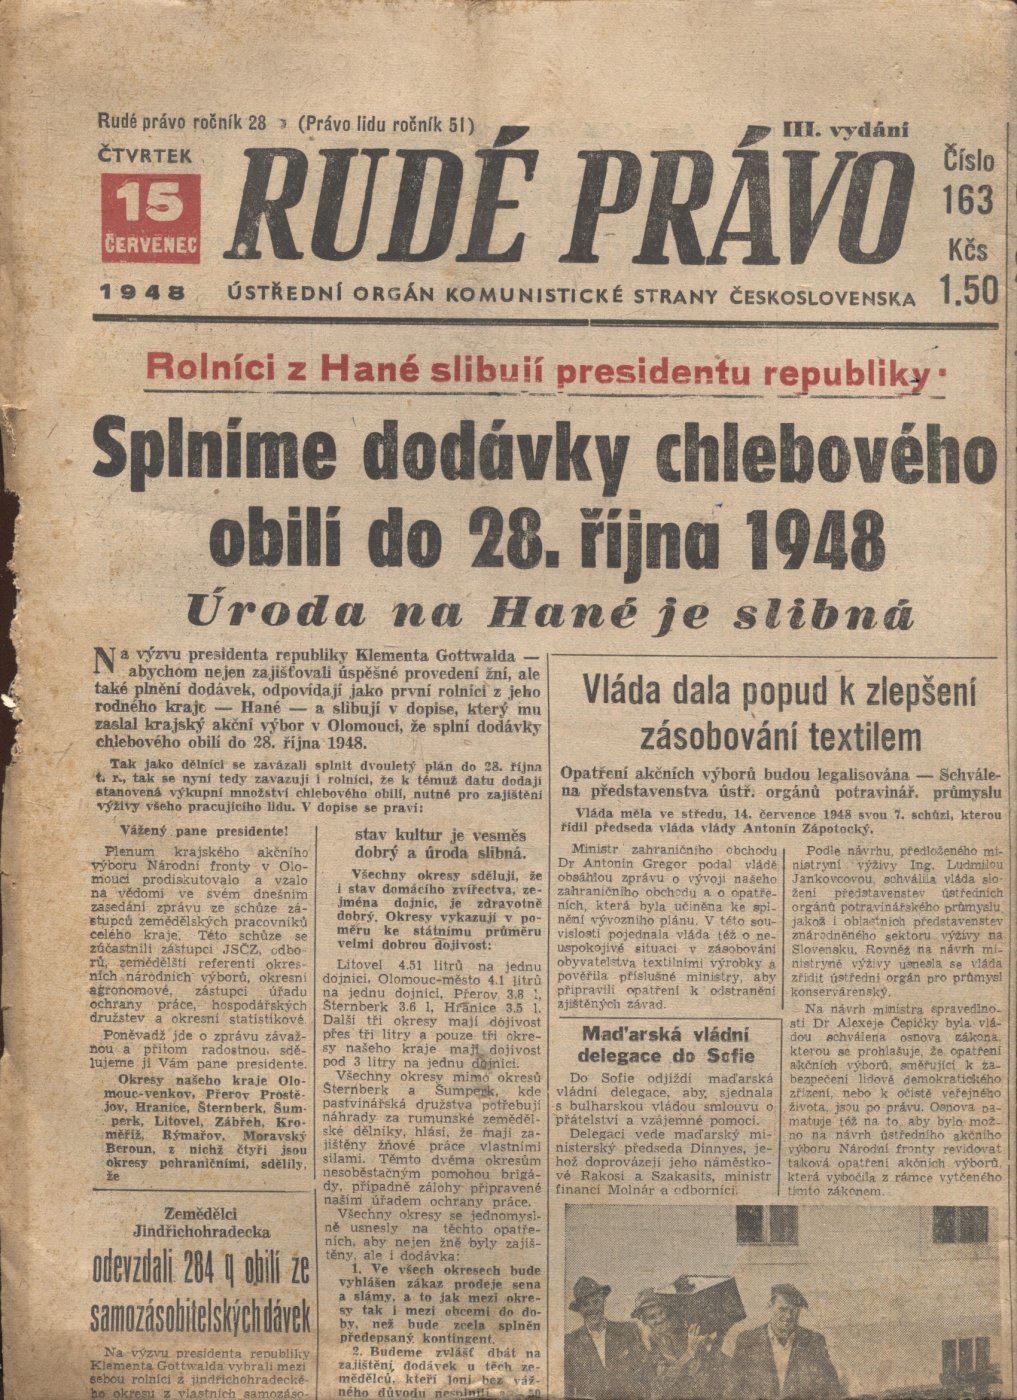 Rudé právo ročník 28 (Právo lidu ročník 51)
III. vydání
ČTVRTEK
15
ČERVENEC
1948
RUDÉ PRÁVO
ÚSTŘEDNÍ ORGÁN KOMUNISTICKÉ STRANY ČESKOSLOVENSKA
Číslo
163
Kčs
1.50
Rolníci z Hané slibují presidentu republiky
Splníme dodávky chlebového
obilí do 28. října 1948
Úroda na Hané je slibná
Na výzvu presidenta republiky Klementa Gottwalda —
abychom nejen zajišťovali úspěšné provedení žní, ale
také plnění dodávek, odpovídají jako první rolníci z jeho
rodného kraje — Hané — a slibují v dopise, který mu
zaslal krajský akční výbor v Olomouci, že splní dodávky
chlebového obilí do 28. října 1948.
Tak jako dělníci se zavázali splnit dvouletý plán do 28. října
t. r., tak se nyní tedy zavazují i rolníci, že k témuž datu dodají
stanovená výkupní množství chlebového obilí, nutné pro zajištění
výživy všeho pracujícího lidu. V dopise se praví:
Vážený pane presidente!
Plenum krajského akčního
výboru Národní fronty v Olo-
mouci prodiskutovalo a vzalo
na vědomí ve svém dnešním
zasedání zprávu ze schůze zá-
stupců zemědělských pracovníků
celého kraje. Této schůze se
zúčastnili zástupci JSČZ, odbo-
rů, zemědělští referenti okres-
ních národních výborů, okresní
agronomové, zástupci úřadu
ochrany práce, hospodářských
družstev a okresní statistikové.
Poněvadž jde o zprávu závaž-
nou a přitom radostnou, sdě-
lujeme ji Vám pane presidente.
Okresy našeho kraje Olo-
mouc-venkov, Přerov Prostě-
jov, Hranice, Šternberk, Šum-
perk, Litovel, Zábřeh, Kro-
měříž, Rýmařov, Moravský
Beroun, z nichž čtyři jsou
okresy pohraničními, sdělily,
že
stav kultur je vesměs
dobrý a úroda slibná.
Všechny okresy sdělují, že
i stav domácího zvířectva, ze-
jména dojnic, je zdravotně
dobrý. Okresy vykazují v po-
měru ke státnímu průměru
velmi dobrou dojivost:
Litovel 4.51 litrů na jednu
dojnici, Olomouc-město 4.1 litrů
na jednu dojnici, Přerov 3.8 l,
Šternberk 3.6 l, Hranice 3.5 l.
Další tři okresy mají dojivost
přes tři litry a pouze tři okre-
sy našeho kraje mají dojivost
pod 3 litry na jednu dojnici.
Všechny okresy mimo okresů
Šternberk a Šumperk, kde
pastvinářská družstva potřebují
náhrady za rumunské zeměděl-
ské dělníky, hlásí, že mají za-
jištěny žňové práce vlastními
silami. Těmto dvěma okresům
nesoběstačným pomohou brigá-
dy, případně zálohy připravené
naším úřadem ochrany práce.
Všechny okresy se jednomysl-
ně usnesly na těchto opatře-
ních, aby nejen žně byly zajiš-
těny, ale i dodávka:
1. Ve všech okresech bude
vyhlášen zákaz prodeje sena
a slámy, a to jak mezi okre-
sy tak i mezi obcemi do do-
by, než bude zcela splněn
předepsaný kontingent.
2. Budeme zvlášť dbát na
zajištění dodávek u těch ze-
mědělců, kteří loni bez váž-
ného důvodu nesplnili
Zemědělci
Jindřichohradecka
odevzdali 284 q obilí ze
samozásobitelských dávek
Na výzvu presidenta republiky
Klementa Gottwalda vybrali mezi
sebou rolníci z jindřichohradecké-
ho okresu z vlastních samozáso-
Vláda dala popud k zlepšení
zásobování textilem
Opatření akčních výborů budou legalisována — Schvále-
na představenstva ústř. orgánů potravinář. průmyslu
Vláda měla ve středu, 14. července 1948 svou 7. schůzi, kterou
řídil předseda vláda vlády Antonín Zápotocký.
Ministr zahraničního obchodu
Dr Antonín Gregor podal vládě
obsáhlou zprávu o vývoji našeho
zahraničního obchodu a o opatře-
ních, která byla učiněna ke spl-
nění vývozního plánu. V této sou-
vislosti pojednala vláda též o ne-
uspokojivé situaci v zásobování
obyvatelstva textilními výrobky a
pověřila příslušné ministry, aby
připravili opatření k odstranění
zjištěných závad.
Maďarská vládní
delegace do Sofie
Do Sofie odjíždí maďarská
vládní delegace, aby sjednala
s bulharskou vládou smlouvu o
přátelství a vzájemné pomoci.
Delegaci vede maďarský mi-
nisterský předseda Dinnyes, je-
hož doprovázejí jeho náměstko-
vé Rakosi a Szakasits, ministr
financí Molnár a odborníci.
Podle návrhu, předloženého mi-
nistryní výživy Ing. Ludmilou
Jankovcovou, schválila vláda slo-
žení představenstev ústředních
orgánů potravinářského průmyslu
jakož i oblastních představenstev
znárodněného sektoru výživy na
Slovensku. Rovněž na návrh mi-
nistryně výživy usnesla se vláda
zřídit ústřední orgán pro průmysl
konservárenský.
Na návrh ministra spravedlno-
sti Dr Alexeje Čepičky byla vlá-
dou schválena osnova zákona,
kterou se prohlašuje, že opatření
akčních výborů, směřující k za-
bezpečení lidově demokratického
zřízení, nebo k očistě veřejného
života, jsou po právu. Osnova pa-
matuje též na to, aby bylo mož-
no na návrh ústředního akčního
výboru Národní fronty revidovat
taková opatření akčních výborů,
která vybočila z rámce vytčeného
tímto zákonem.